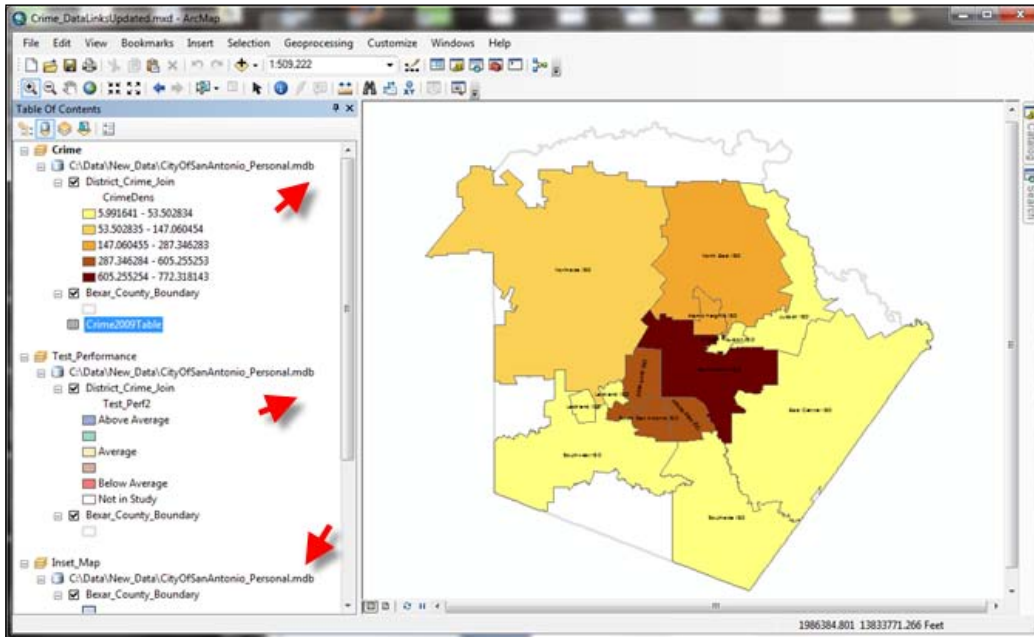 Crime_DataLinksUpdated.mxd - ArcMap
File Edit View Bookmarks Insert Selection Geoprocessing Customize Windows Help
1:509,222
Table Of Contents
Crime
C:\Data\New_Data\CityOfSanAntonio_Personal.mdb
District_Crime_Join
CrimeDens
5.991641 - 53.502834
53.502835 - 147.060454
147.060455 - 287.346283
287.346284 - 605.255253
605.255254 - 772.318143
Bexar_County_Boundary
Crime2009Table
Test_Performance
C:\Data\New_Data\CityOfSanAntonio_Personal.mdb
District_Crime_Join
Test_Perf2
Above Average
Average
Below Average
Not in Study
Bexar_County_Boundary
Inset_Map
C:\Data\New_Data\CityOfSanAntonio_Personal.mdb
Bexar_County_Boundary
Northside ISD
North East ISD
Judson ISD
East Central ISD
Southwest ISD
Southside ISD
Catalog
Search
1986384.801 13833771.266 Feet